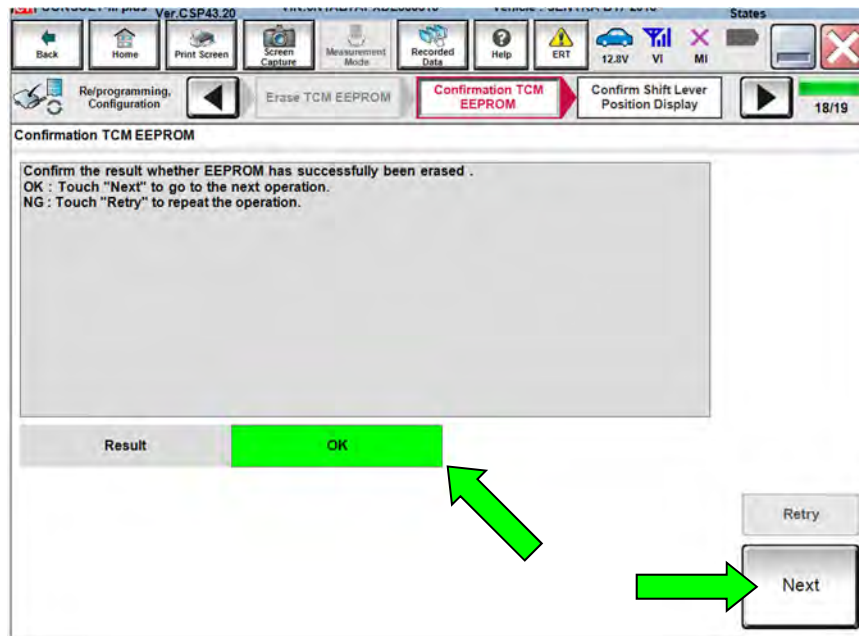 Ver.CSP43.20
States
Back
Home
Print Screen
Screen
Capture
Measurement
Mode
Recorded
Data
Help
ERT
12.8V
VI
MI
Re/programming,
Configuration
Erase TCM EEPROM
Confirmation TCM
EEPROM
Confirm Shift Lever
Position Display
18/19
Confirmation TCM EEPROM
Confirm the result whether EEPROM has successfully been erased .
OK : Touch "Next" to go to the next operation.
NG : Touch "Retry" to repeat the operation.
Result
OK
Retry
Next